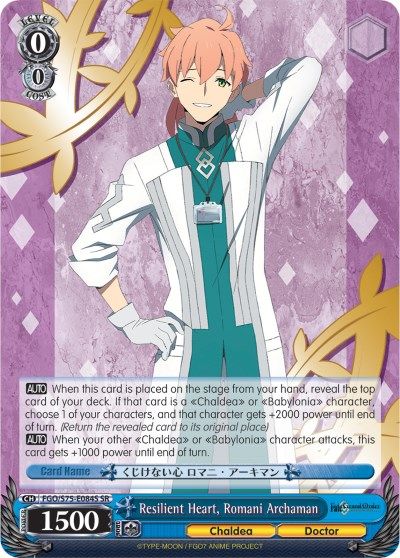 LEVEL
0
0
COST
AUTO When this card is placed on the stage from your hand, reveal the top
card of your deck. If that card is a «Chaldea» or «Babylonia» character,
choose 1 of your characters, and that character gets +2000 power until end
of turn. (Return the revealed card to its original place)
AUTO When your other «Chaldea» or «Babylonia» character attacks, this
card gets +1000 power until end of turn.
Card Name くじけない心 ロマニ・アーキマン
CH FGO/S75-E084S SR
Resilient Heart, Romani Archaman
POWER
1500
Chaldea
Doctor
©TYPE-MOON / FGO7 ANIME PROJECT